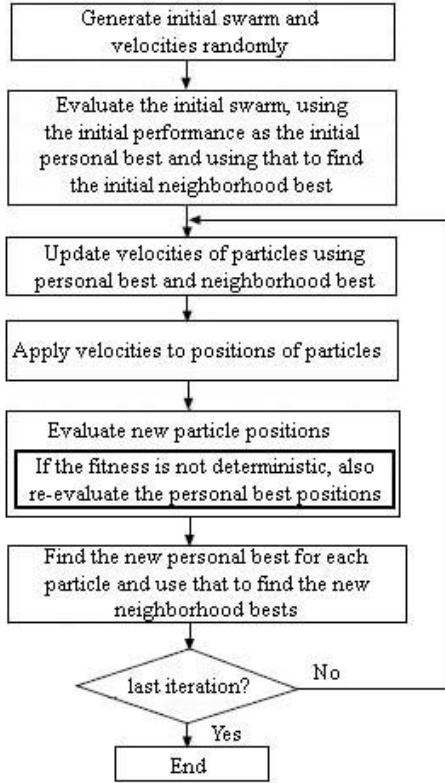 Generate initial swarm and
velocities randomly
Evaluate the initial swarm, using
the initial performance as the initial
personal best and using that to find
the initial neighborhood best
Update velocities of particles using
personal best and neighborhood best
Apply velocities to positions of particles
Evaluate new particle positions
If the fitness is not deterministic, also
re-evaluate the personal best positions
Find the new personal best for each
particle and use that to find the new
neighborhood bests
last iteration?
No
Yes
End